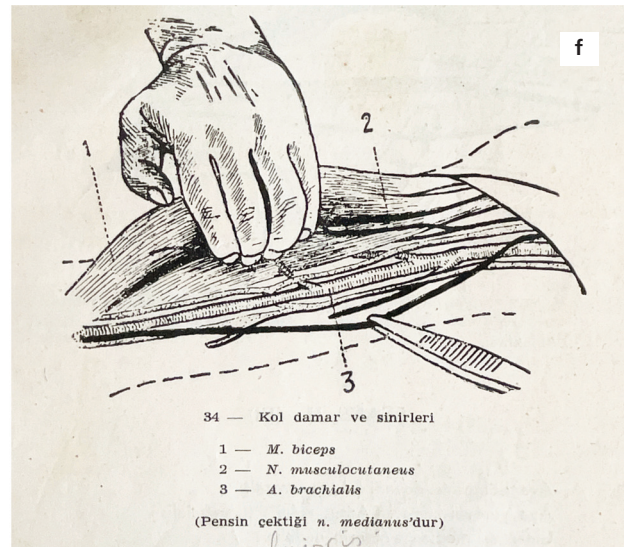 f
1
2
3
34 — Kol damar ve sinirleri
1 — M. biceps
2 — N. musculocutaneus
3 — A. brachialis
(Pensin çektiği n. medianus'dur)